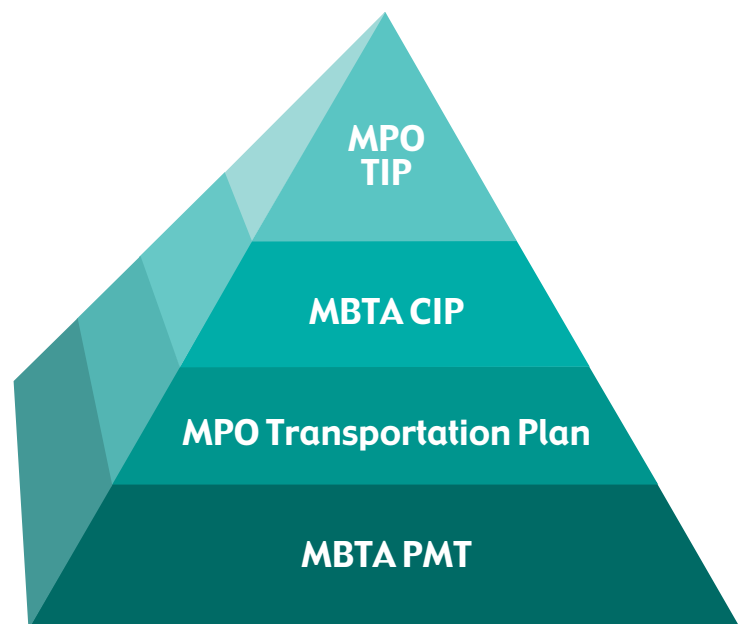 MPO
TIP
MBTA CIP
MPO Transportation Plan
MBTA PMT